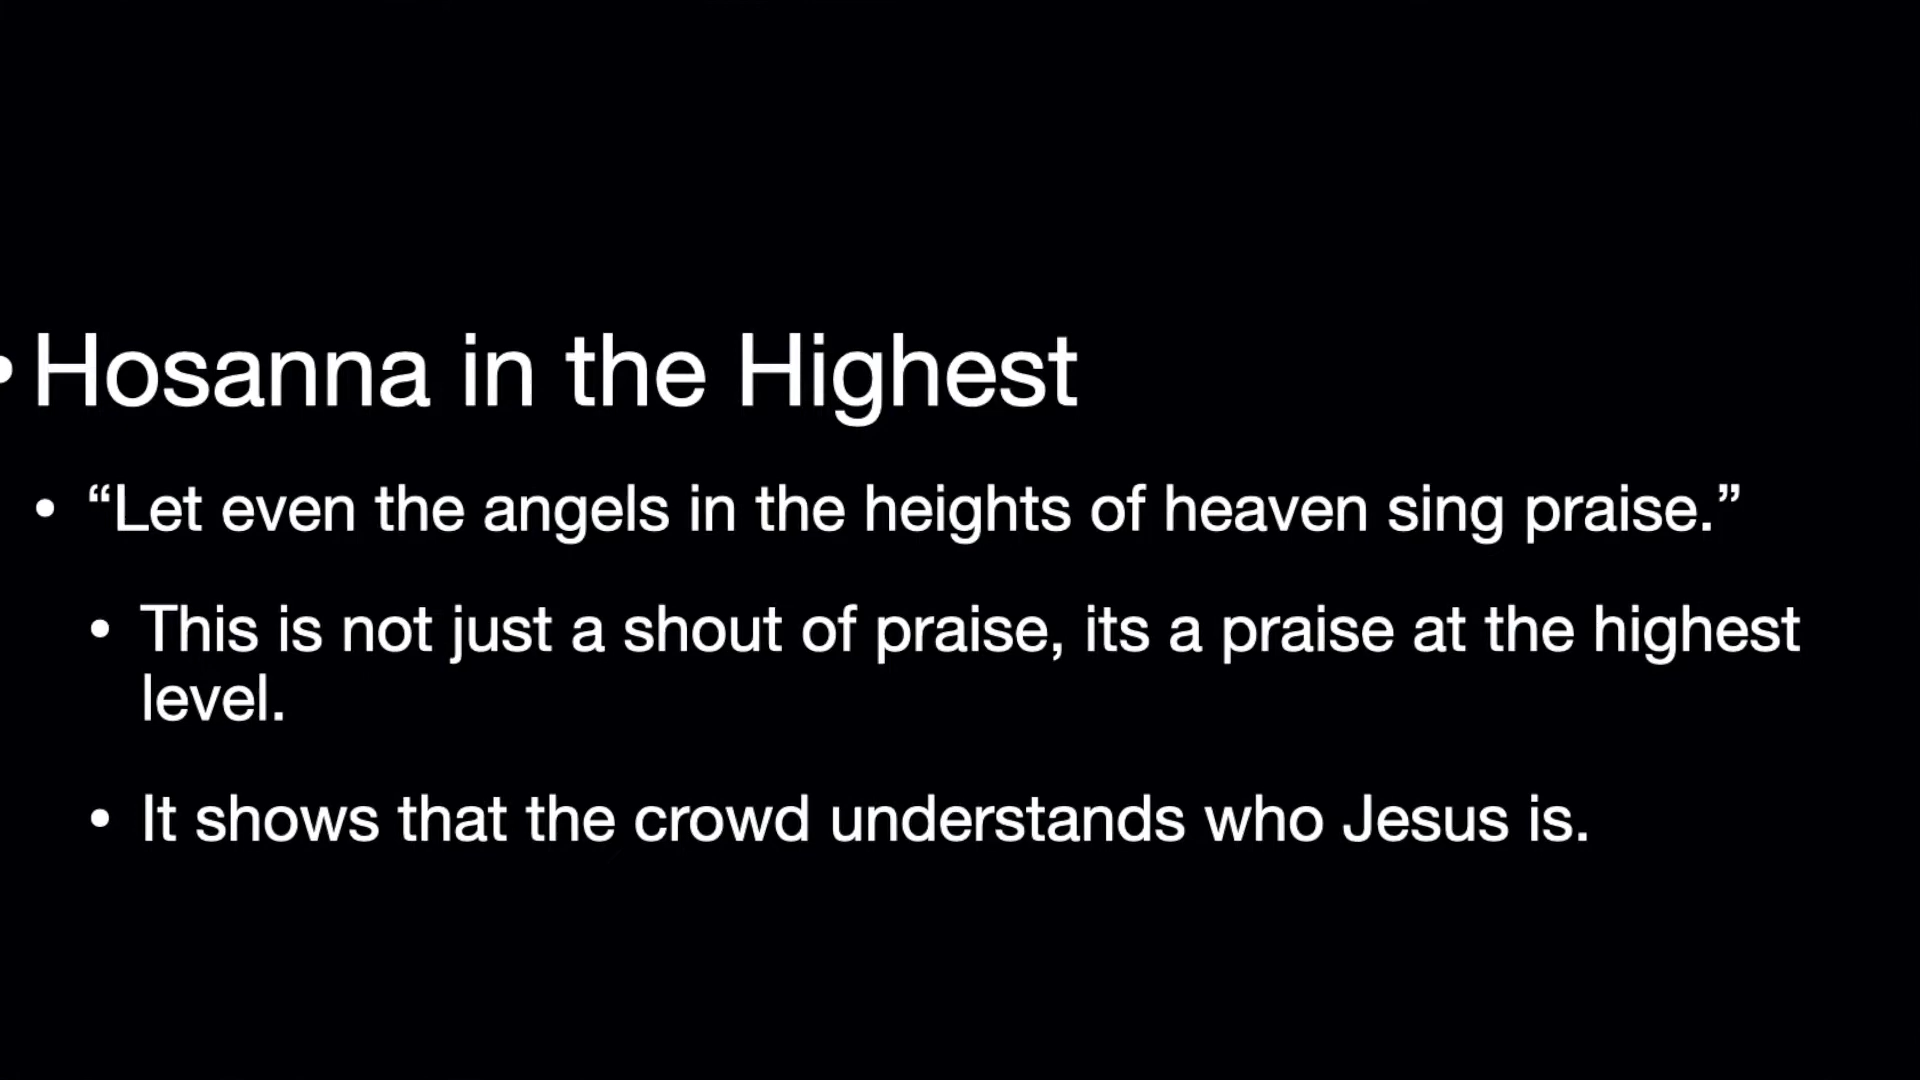 • Hosanna in the Highest
• “Let even the angels in the heights of heaven sing praise.”
• This is not just a shout of praise, its a praise at the highest
level.
• It shows that the crowd understands who Jesus is.